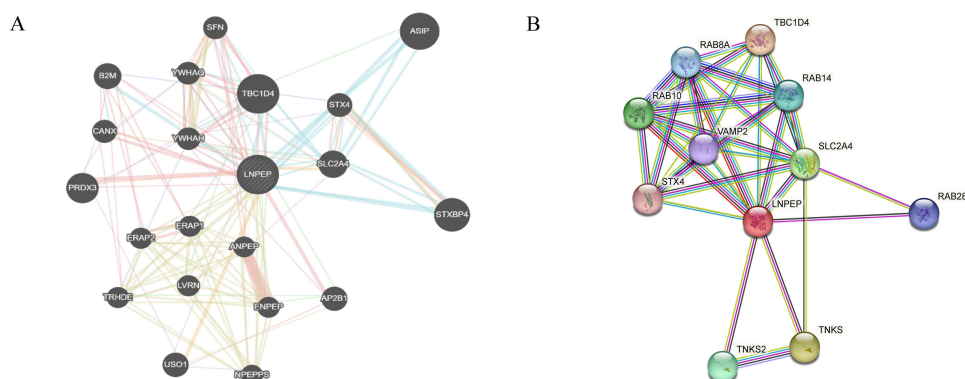 A
SFN
ASIP
YWHAQ
B2M
TBC1D4
STX4
CANX
YWHAH
SLC2A4
LNPEP
PRDX3
STXBP4
ERAP1
ERAP2
ANPEP
LVRN
TRHDE
ENPEP
AP2B1
USO1
NPEPPS
B
TBC1D4
RAB8A
RAB14
RAB10
VAMP2
SLC2A4
STX4
LNPEP
RAB28
TNKS
TNKS2